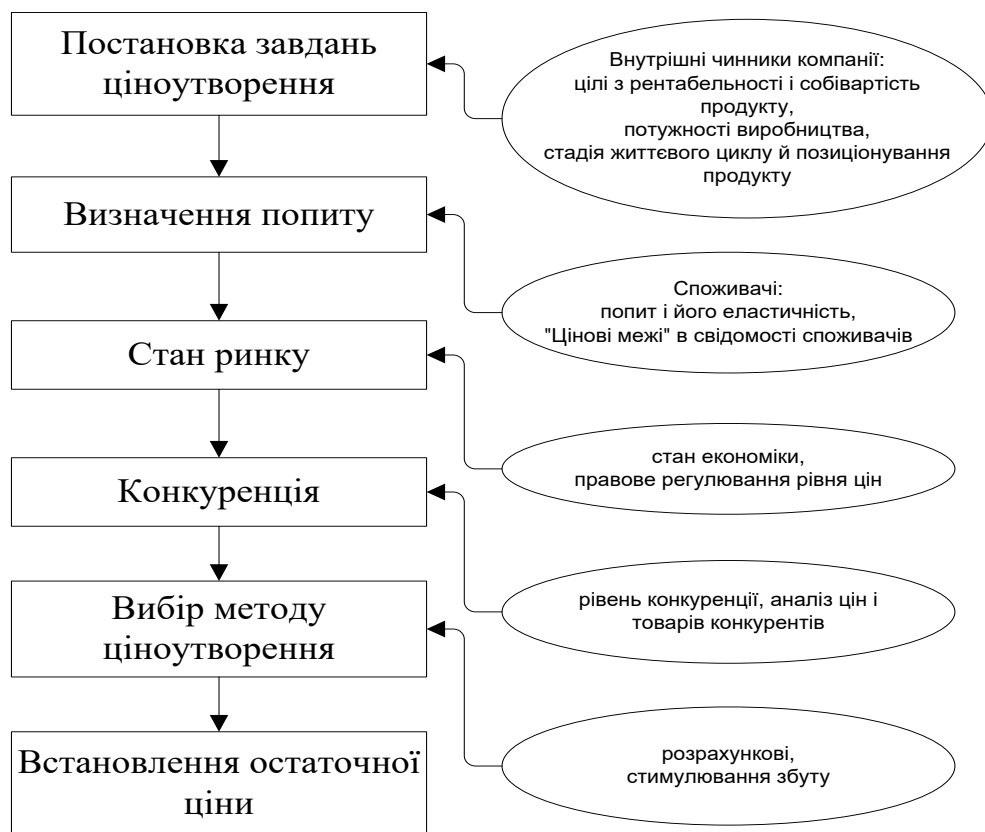 Постановка завдань
ціноутворення
Внутрішні чинники компанії:
цілі з рентабельності і собівартість
продукту,
потужності виробництва,
стадія життєвого циклу й позиціонування
продукту
Визначення попиту
Споживачі:
попит і його еластичність,
"Цінові межі" в свідомості споживачів
Стан ринку
стан економіки,
правове регулювання рівня цін
Конкуренція
рівень конкуренції, аналіз цін і
товарів конкурентів
Вибір методу
ціноутворення
розрахункові,
стимулювання збуту
Встановлення остаточної
ціни